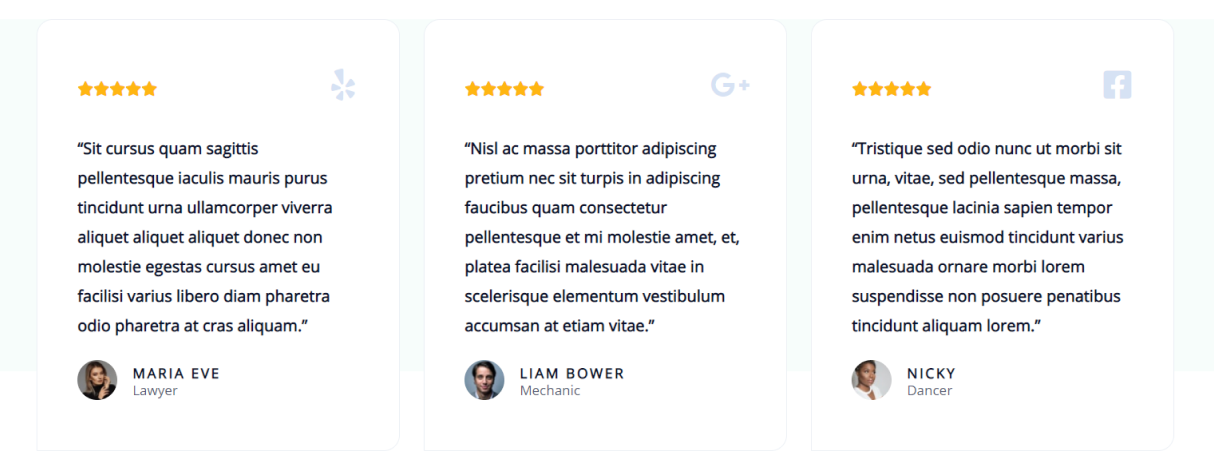 “Sit cursus quam sagittis
pellentesque iaculis mauris purus
tincidunt urna ullamcorper viverra
aliquet aliquet aliquet donec non
molestie egestas cursus amet eu
facilisi varius libero diam pharetra
odio pharetra at cras aliquam.”
MARIA EVE
Lawyer
G+
“Nisl ac massa porttitor adipiscing
pretium nec sit turpis in adipiscing
faucibus quam consectetur
pellentesque et mi molestie amet, et,
platea facilisi malesuada vitae in
scelerisque elementum vestibulum
accumsan at etiam vitae.”
LIAM BOWER
Mechanic
“Tristique sed odio nunc ut morbi sit
urna, vitae, sed pellentesque massa,
pellentesque lacinia sapien tempor
enim netus euismod tincidunt varius
malesuada ornare morbi lorem
suspendisse non posuere penatibus
tincidunt aliquam lorem.”
NICKY
Dancer